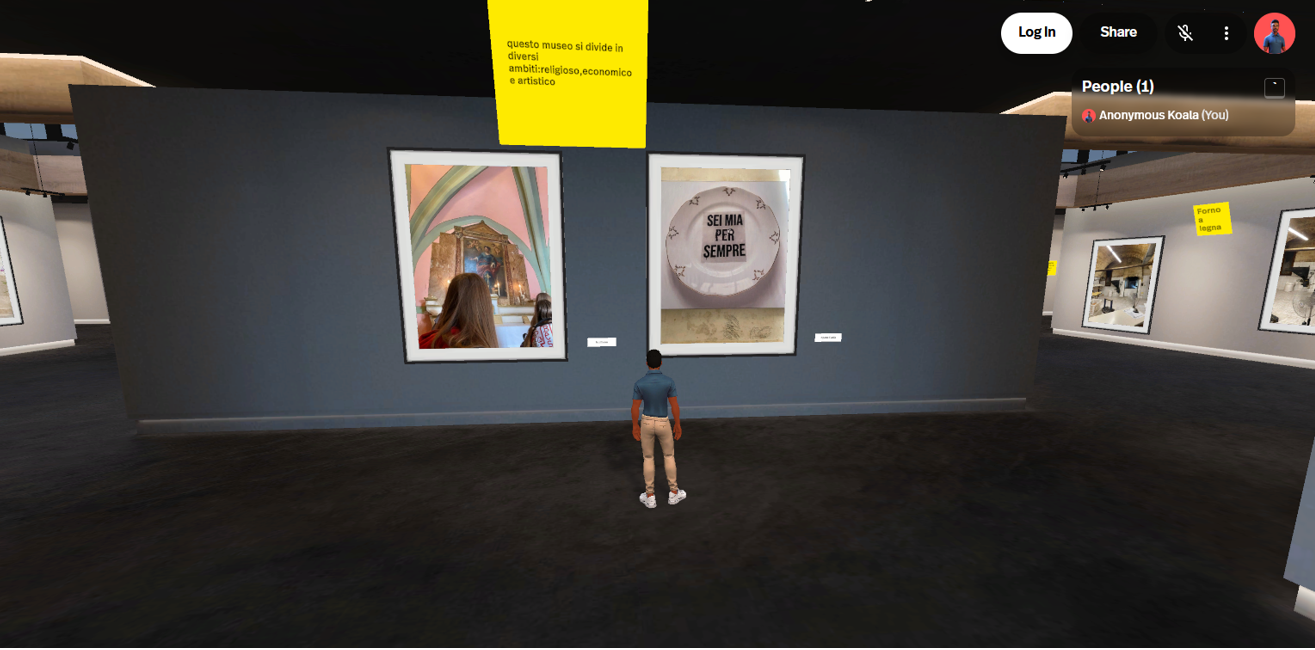 questo museo si divide in
diversi
ambiti:religioso,economico
e artistico
SEI MIA
PER
SEMPRE
Log In
Share
People (1)
Anonymous Koala (You)
Forno
a
legna